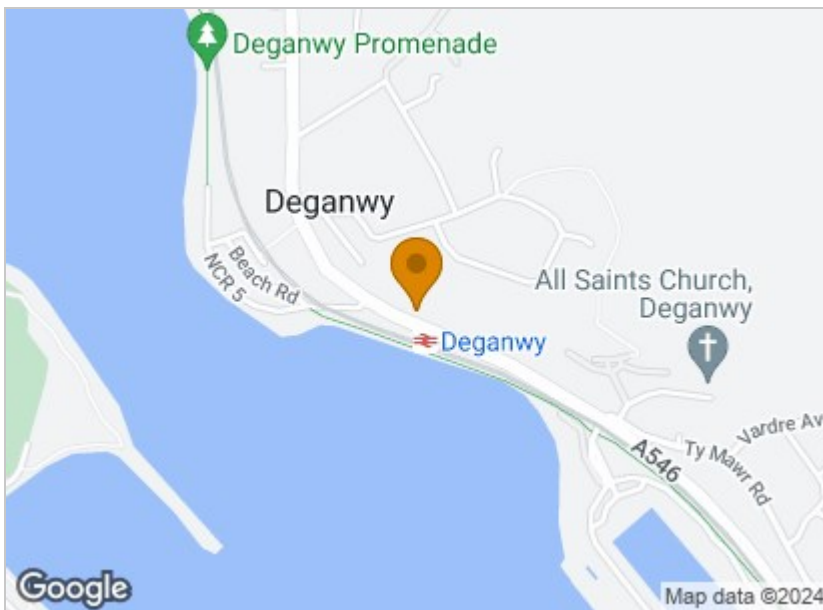 Deganwy Promenade
Deganwy
Beach Rd
NCR 5
All Saints Church,
Deganwy
Deganwy
A546
Ty Mawr Rd
Vardre Av
Google
Map data ©2024